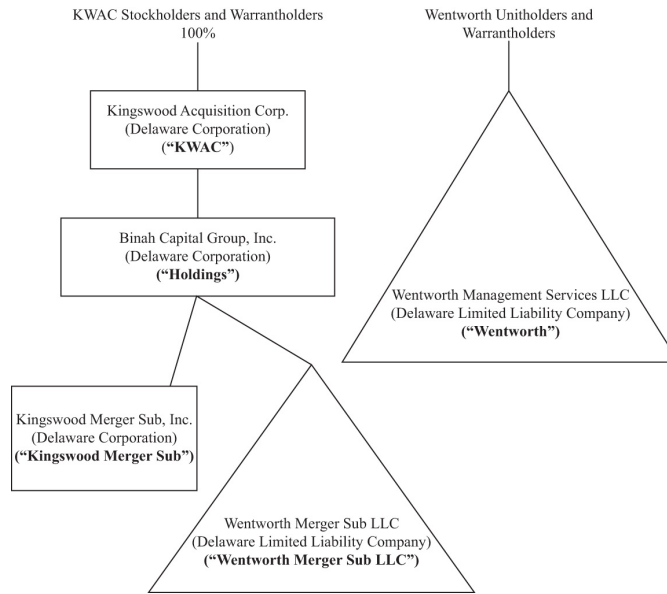 KWAC Stockholders and Warrantholders
100%
Wentworth Unitholders and
Warrantholders
Kingswood Acquisition Corp.
(Delaware Corporation)
(“KWAC”)
Binah Capital Group, Inc.
(Delaware Corporation)
(“Holdings”)
Wentworth Management Services LLC
(Delaware Limited Liability Company)
(“Wentworth”)
Kingswood Merger Sub, Inc.
(Delaware Corporation)
(“Kingswood Merger Sub”)
Wentworth Merger Sub LLC
(Delaware Limited Liability Company)
(“Wentworth Merger Sub LLC”)